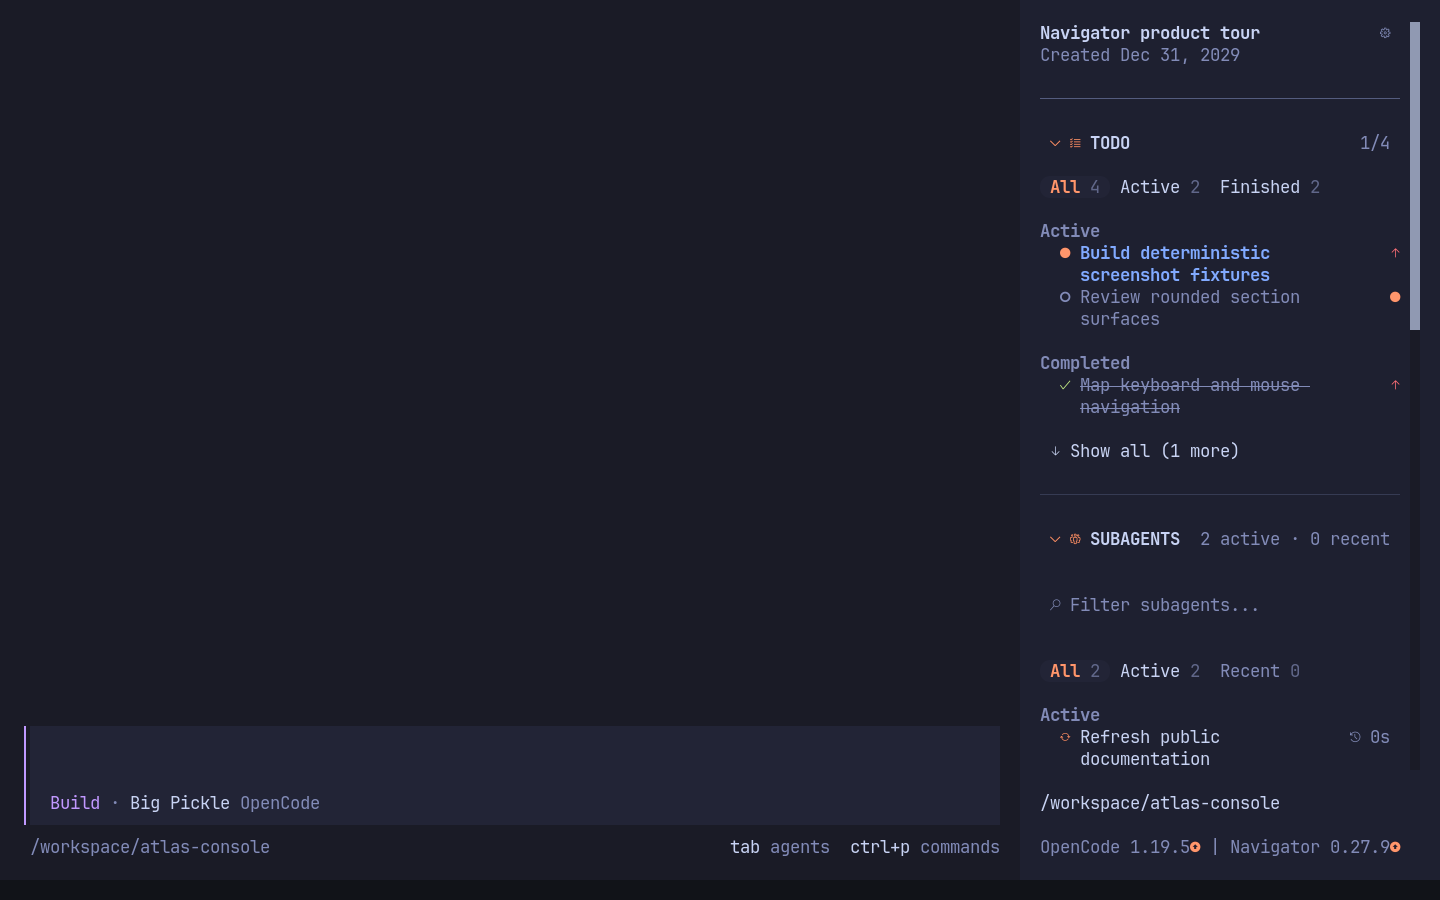 Navigator product tour
Created Dec 31, 2029
TODO 1/4
All 4 Active 2 Finished 2
Active
Build deterministic
screenshot fixtures
Review rounded section
surfaces
Completed
Map keyboard and mouse
navigation
↓ Show all (1 more)
SUBAGENTS 2 active · 0 recent
Filter subagents...
All 2 Active 2 Recent 0
Active
Refresh public 0s
documentation
/workspace/atlas-console
OpenCode 1.19.5 | Navigator 0.27.9
Build · Big Pickle OpenCode
/workspace/atlas-console tab agents ctrl+p commands